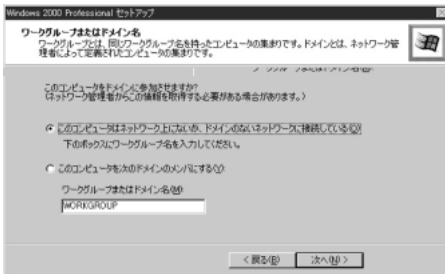 Windows 2000 Professional セットアップ
ワークグループまたはドメイン名
ワークグループとは、同じワークグループ名を持ったコンピュータの集まりです。ドメインとは、ネットワーク管
理者によって定義されたコンピュータの集まりです。
このコンピュータをドメインに参加させますか?
(ネットワーク管理者からこの情報を取得する必要がある場合があります。)
このコンピュータはネットワーク上にないか、ドメインのないネットワークに接続している(O)
下のボックスにワークグループ名を入力してください。
このコンピュータを次のドメインのメンバにする(Y):
ワークグループまたはドメイン名(M):
WORKGROUP
< 戻る(B) 次へ(N) >